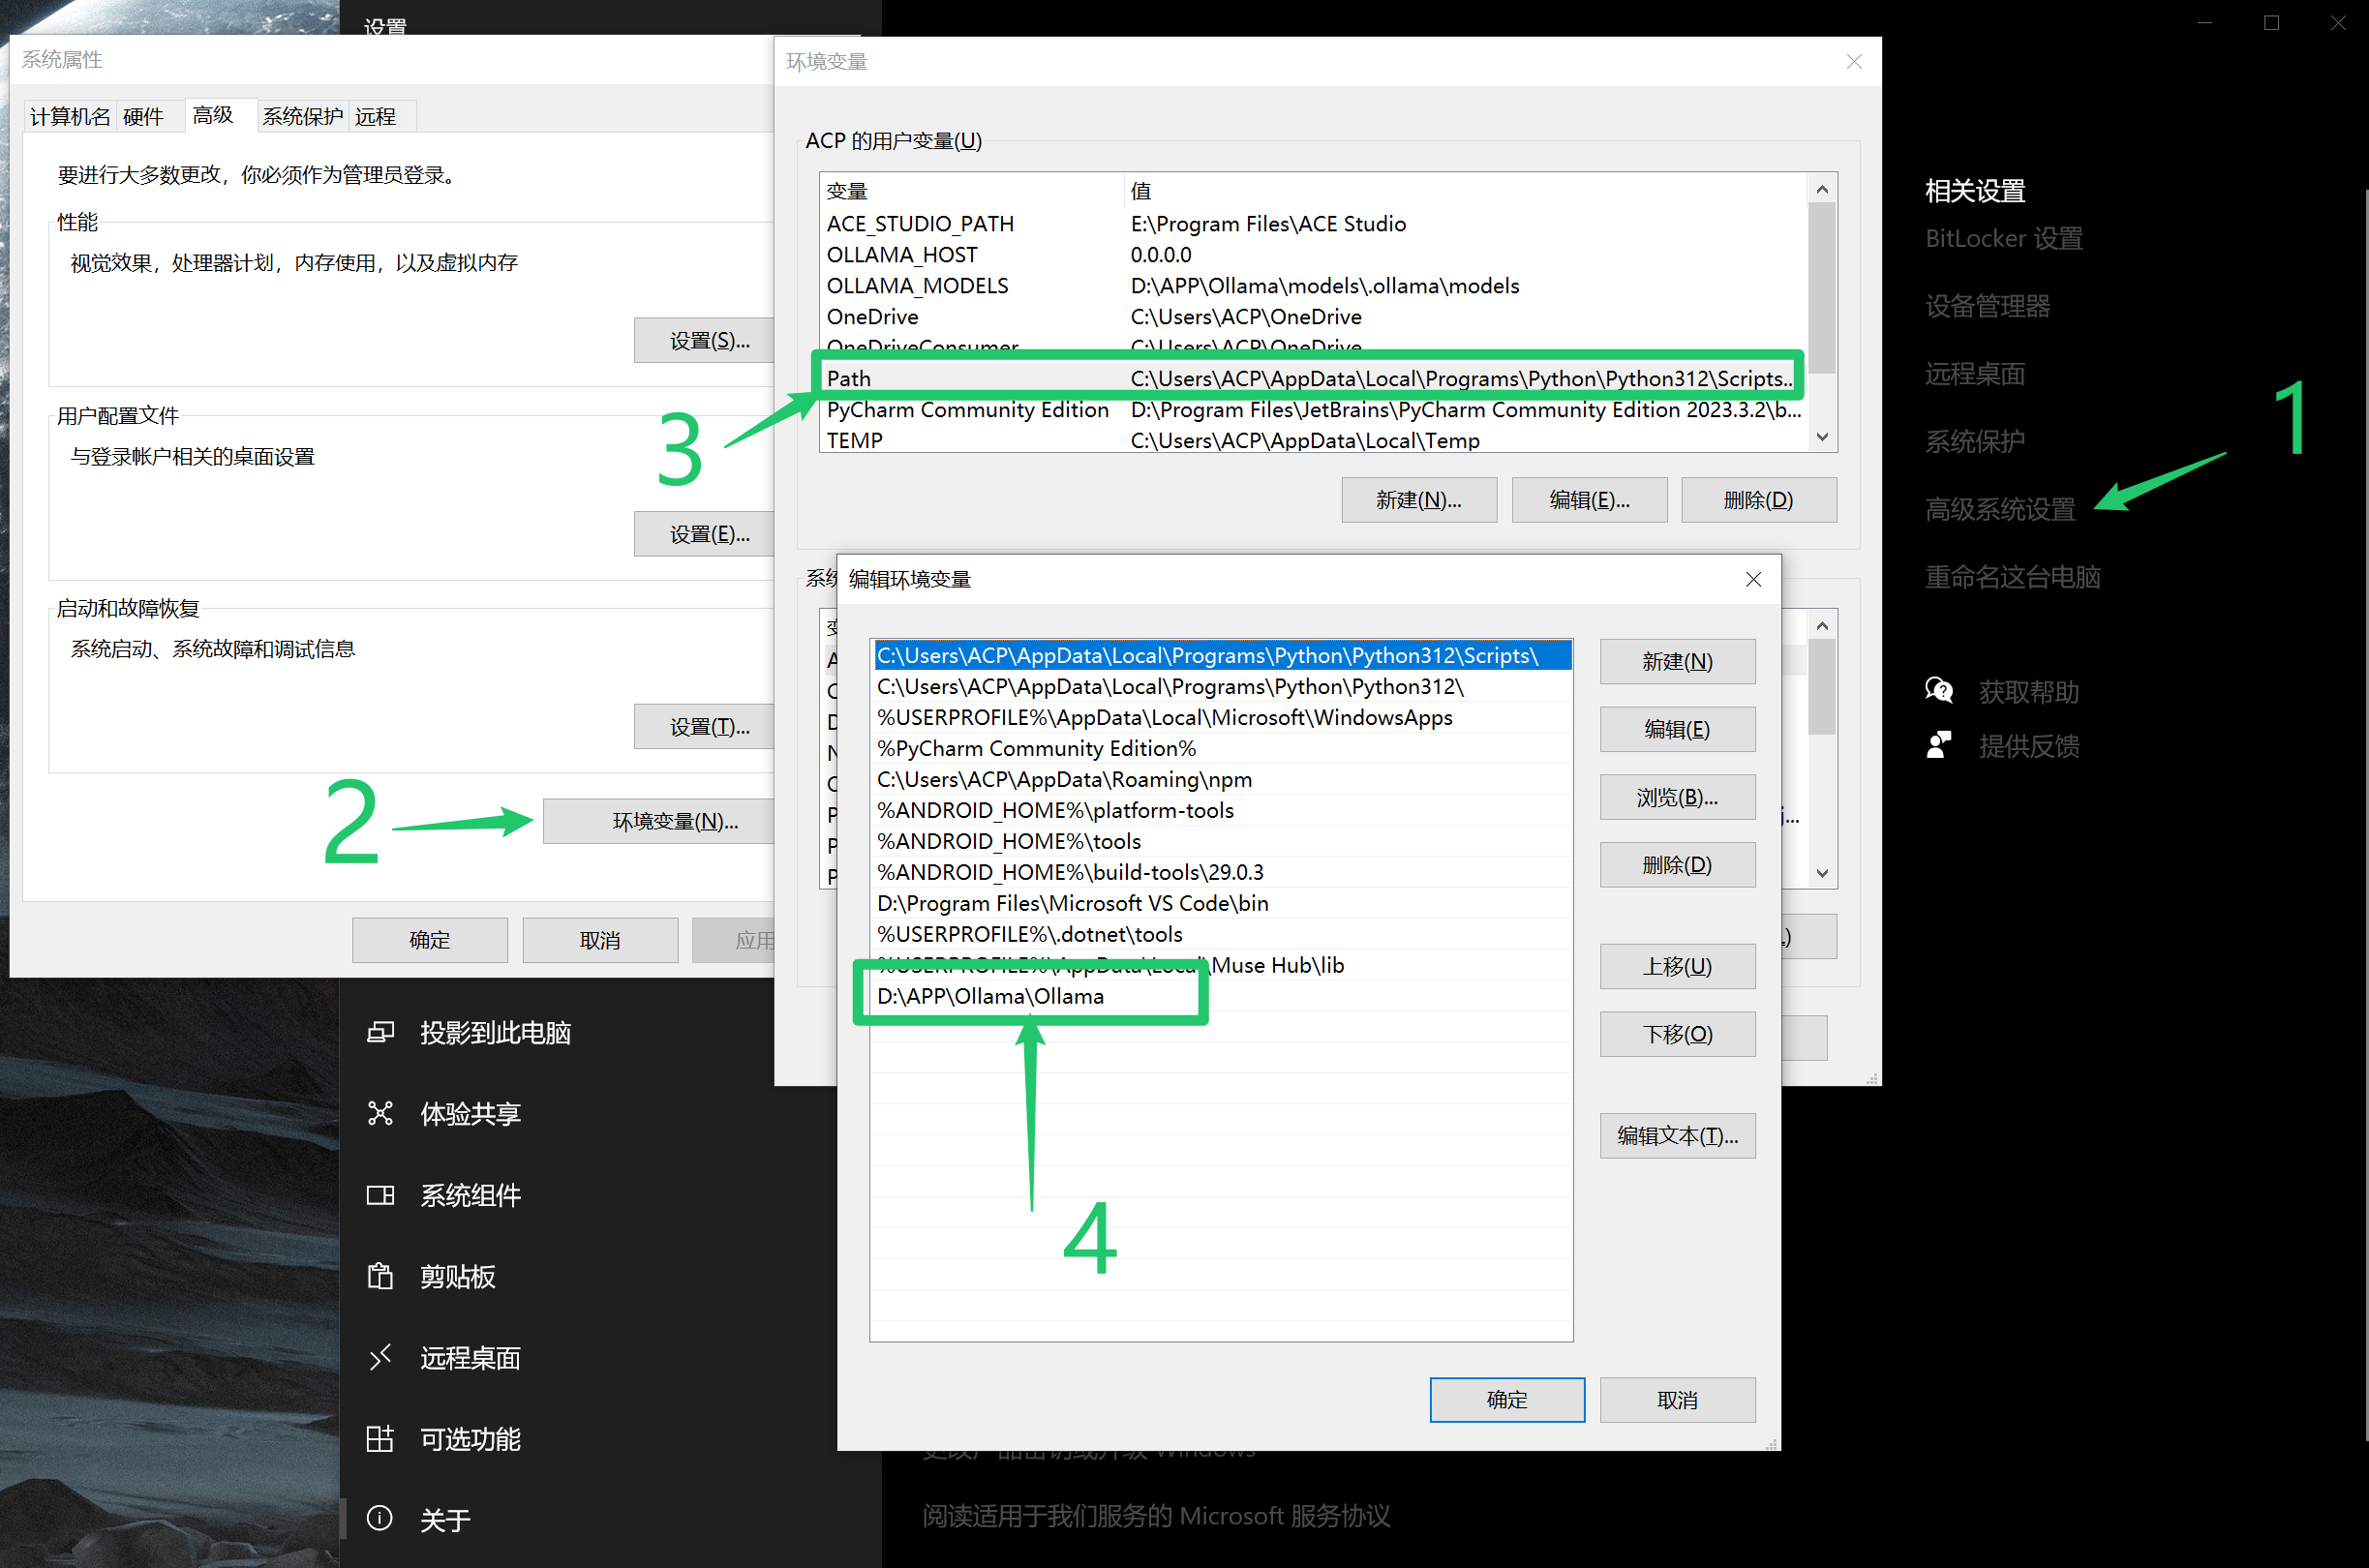 设置
系统属性
计算机名 硬件 高级 系统保护 远程
要进行大多数更改，你必须作为管理员登录。
性能
视觉效果，处理器计划，内存使用，以及虚拟内存
设置(S)...
用户配置文件
与登录帐户相关的桌面设置
设置(E)...
启动和故障恢复
系统启动、系统故障和调试信息
设置(T)...
2
环境变量(N)...
确定 取消 应用
环境变量
ACP 的用户变量(U)
变量 值
ACE_STUDIO_PATH E:\Program Files\ACE Studio
OLLAMA_HOST 0.0.0.0
OLLAMA_MODELS D:\APP\Ollama\models\.ollama\models
OneDrive C:\Users\ACP\OneDrive
OneDriveConsumer C:\Users\ACP\OneDrive
Path C:\Users\ACP\AppData\Local\Programs\Python\Python312\Scripts...
PyCharm Community Edition D:\Program Files\JetBrains\PyCharm Community Edition 2023.3.2\b...
TEMP C:\Users\ACP\AppData\Local\Temp
3
新建(N)... 编辑(E)... 删除(D)
系统
编辑环境变量
C:\Users\ACP\AppData\Local\Programs\Python\Python312\Scripts\
C:\Users\ACP\AppData\Local\Programs\Python\Python312\
%USERPROFILE%\AppData\Local\Microsoft\WindowsApps
%PyCharm Community Edition%
C:\Users\ACP\AppData\Roaming\npm
%ANDROID_HOME%\platform-tools
%ANDROID_HOME%\tools
%ANDROID_HOME%\build-tools\29.0.3
D:\Program Files\Microsoft VS Code\bin
%USERPROFILE%\.dotnet\tools
%USERPROFILE%\AppData\Local\Muse Hub\lib
D:\APP\Ollama\Ollama
4
新建(N)
编辑(E)
浏览(B)...
删除(D)
上移(U)
下移(O)
编辑文本(T)...
确定 取消
相关设置
BitLocker 设置
设备管理器
远程桌面
系统保护
高级系统设置
重命名这台电脑
1
获取帮助
提供反馈
投影到此电脑
体验共享
系统组件
剪贴板
远程桌面
可选功能
关于
阅读适用于我们服务的 Microsoft 服务协议